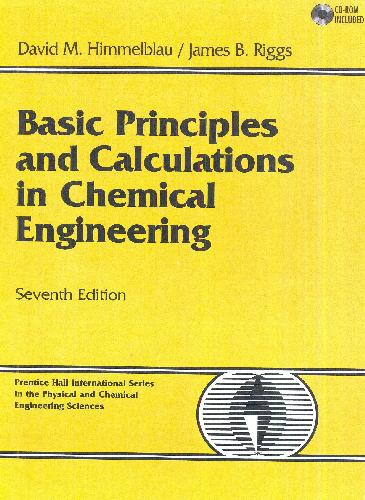 CD-ROM
INCLUDED
David M. Himmelblau / James B. Riggs
Basic Principles
and Calculations
in Chemical
Engineering
Seventh Edition
Prentice Hall International Series
in the Physical and Chemical
Engineering Sciences